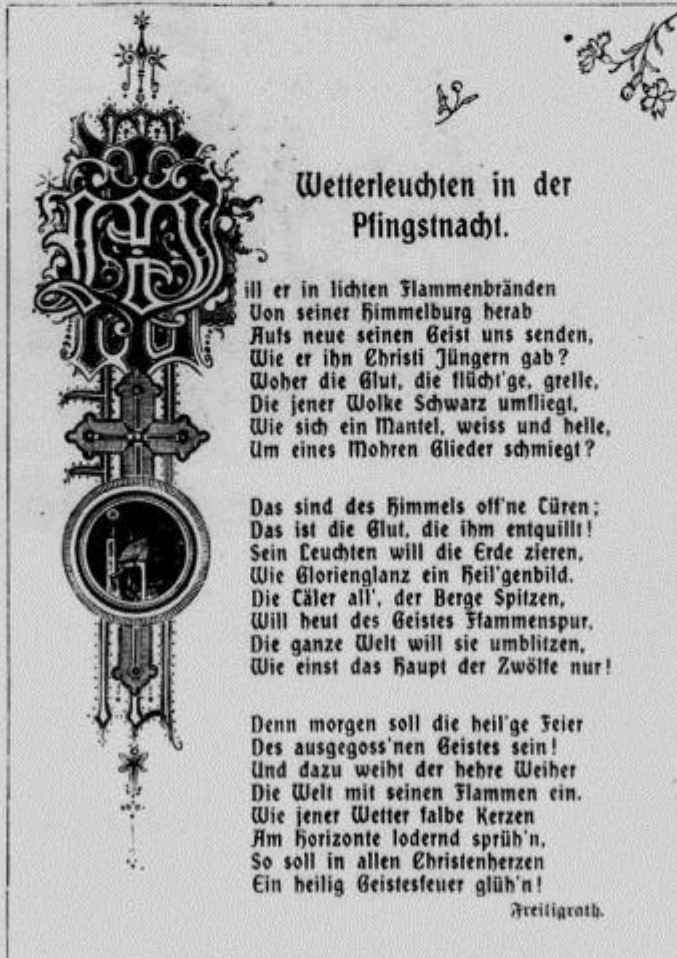 Wetterleuchten in der
Pfingstnacht.
Will er in lichten Flammenbränden
Von seiner Himmelburg herab
Aufs neue seinen Geist uns senden,
Wie er ihn Christi Jüngern gab?
Woher die Glut, die flücht'ge, grelle,
Die jener Wolke Schwarz umfliegt,
Wie sich ein Mantel, weiss und helle,
Um eines Mohren Glieder schmiegt?
Das sind des Himmels off'ne Türen;
Das ist die Glut, die ihm entquillt!
Sein Leuchten will die Erde zieren,
Wie Glorienglanz ein Heil'genbild.
Die Täler all', der Berge Spitzen,
Will heut des Geistes Flammenspur,
Die ganze Welt will sie umblitzen,
Wie einst das Haupt der Zwölfe nur!
Denn morgen soll die heil'ge Feier
Des ausgegoss'nen Geistes sein!
Und dazu weiht der hehre Weiher
Die Welt mit seinen Flammen ein.
Wie jener Wetter falbe Kerzen
Am Horizonte lodernd sprüh'n,
So soll in allen Christenherzen
Ein heilig Geistesfeuer glüh'n!
Freiligrath.